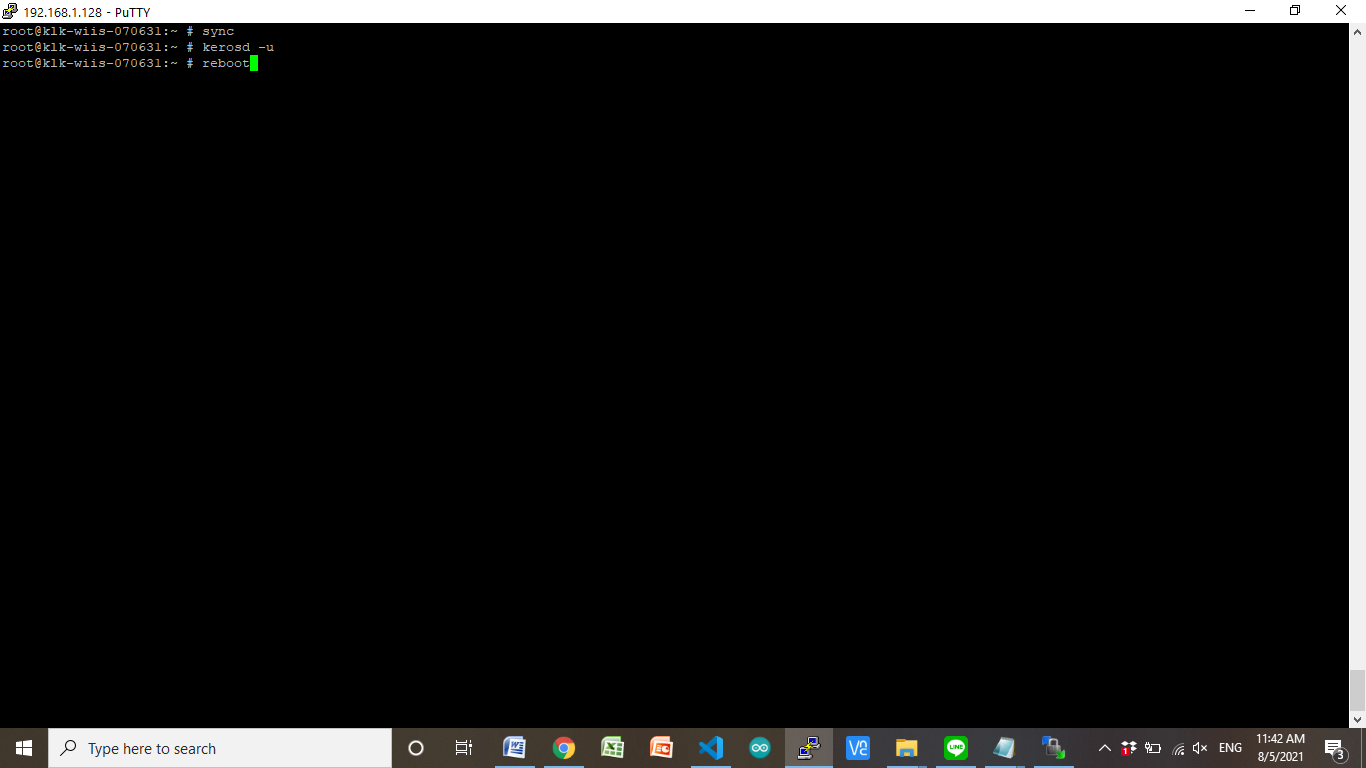 192.168.1.128 - PuTTY
root@klk-wiis-070631:~ # sync
root@klk-wiis-070631:~ # kerosd -u
root@klk-wiis-070631:~ # reboot
Type here to search
ENG
11:42 AM
8/5/2021
3